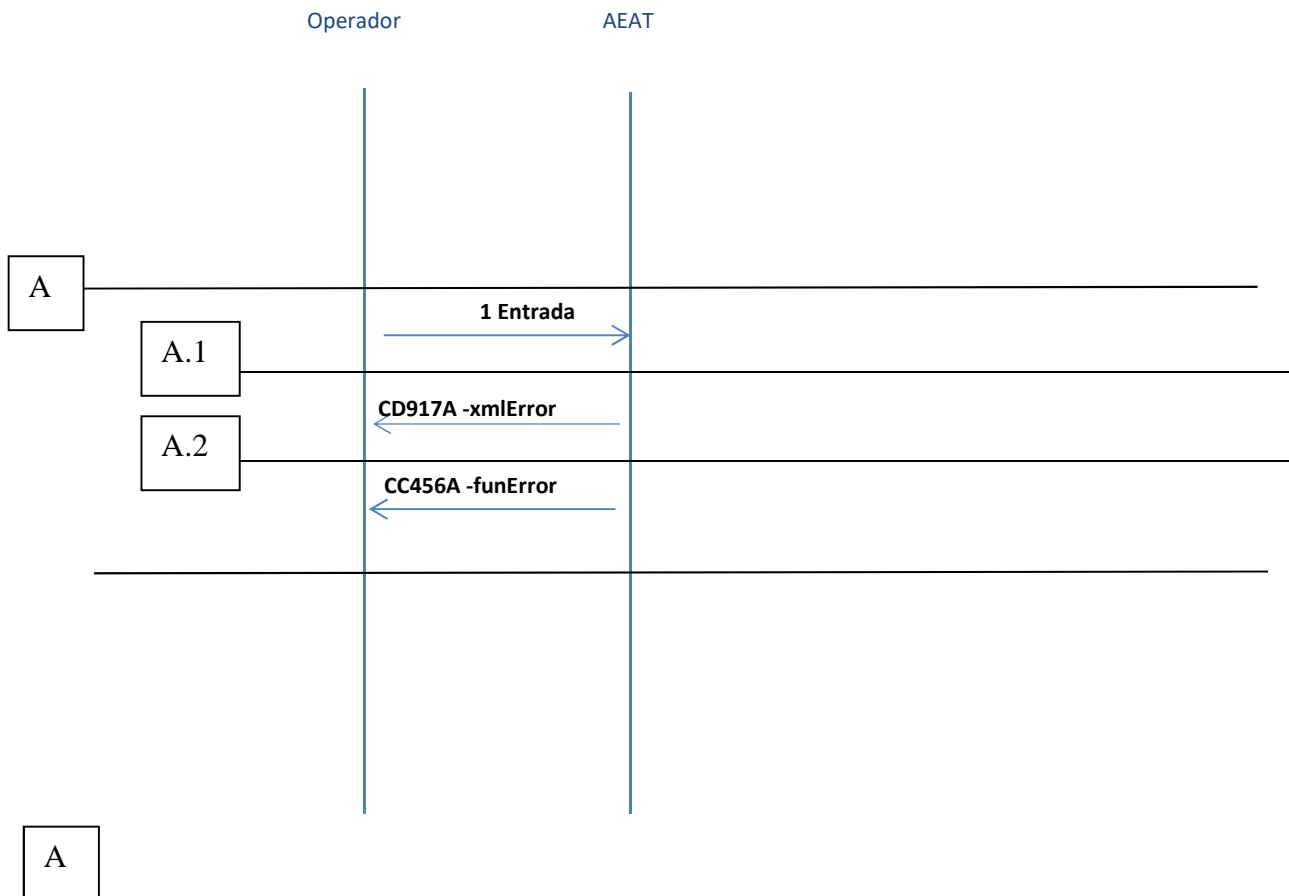 Operador AEAT
A
1 Entrada
A.1
CD917A -xmlError
A.2
CC456A -funError
A